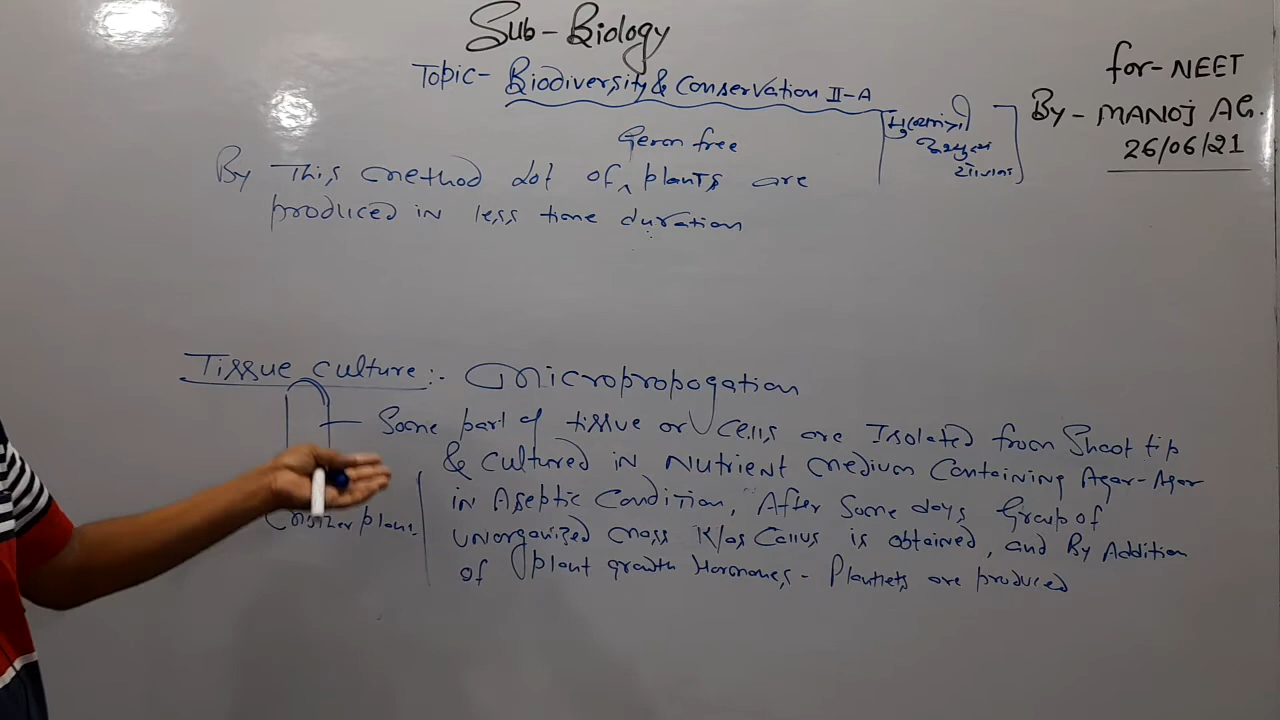 Sub- Biology
Topic- Biodiversity & Conservation II-A
for- NEET
By- MANOJ AG.
26/06/21
Germ free
By This method Lot of ^ plants are
produced in less time duration
Tissue culture:- Micropropogation
Some part of tissue or cells are Isolated from Shoot tip
& cultured in Nutrient medium Containing Agar-Agar
in Aseptic Condition, After Some days Group of
unorganized mass K/as Callus is obtained, and By Addition
of plant growth Hormones,- Plantlets are produced